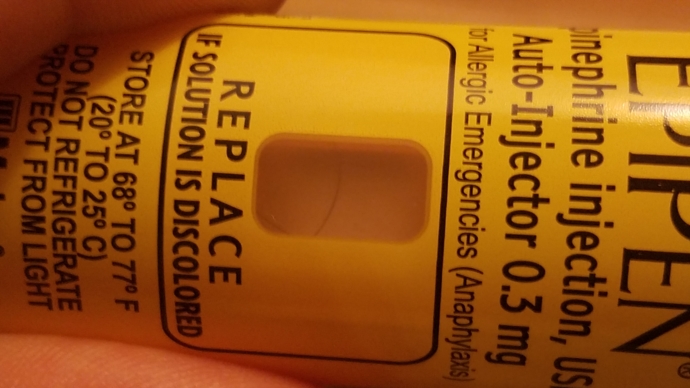 EPIPEN®
pinephrine injection, US
Auto-Injector 0.3 mg
for Allergic Emergencies (Anaphylaxis)
REPLACE
IF SOLUTION IS DISCOLORED
STORE AT 68° TO 77° F
(20° TO 25° C)
DO NOT REFRIGERATE
PROTECT FROM LIGHT